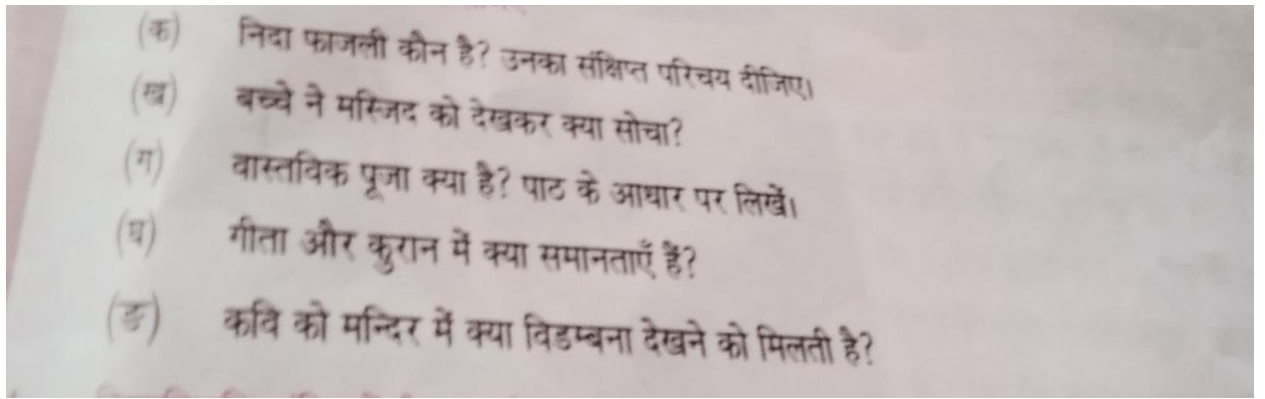 (क) निदा फाजली कौन है? उनका संक्षिप्त परिचय दीजिए।
(ख) बच्चे ने मस्जिद को देखकर क्या सोचा?
(ग) वास्तविक पूजा क्या है? पाठ के आधार पर लिखें।
(घ) गीता और कुरान में क्या समानताएँ हैं?
(ङ) कवि को मन्दिर में क्या विडम्बना देखने को मिलती है?